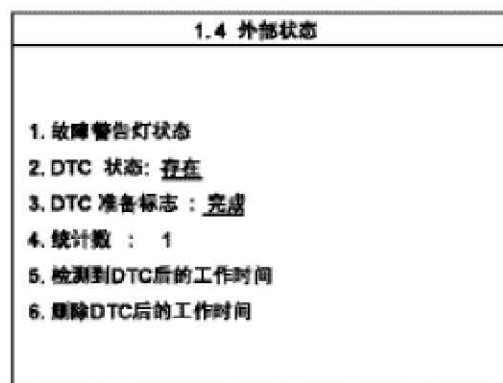 1.4 外部状态
1. 故障警告灯状态
2. DTC 状态: 存在
3. DTC 准备标志 : 完成
4. 统计数 : 1
5. 检测到DTC后的工作时间
6. 删除DTC后的工作时间